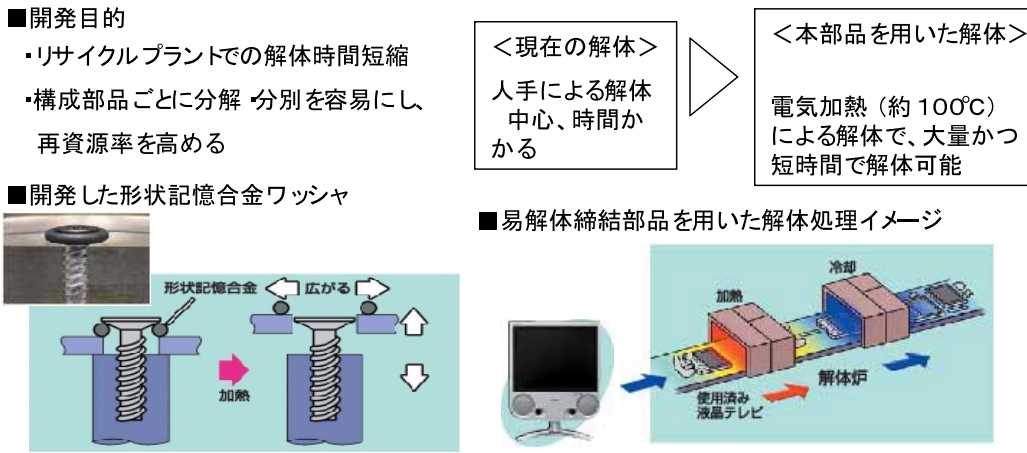 ■開発目的
・リサイクルプラントでの解体時間短縮
・構成部品ごとに分解・分別を容易にし、
再資源率を高める
＜現在の解体＞
人手による解体
中心、時間か
かる
＜本部品を用いた解体＞
電気加熱（約100℃）
による解体で、大量かつ
短時間で解体可能
■開発した形状記憶合金ワッシャ
形状記憶合金
広がる
加熱
■易解体締結部品を用いた解体処理イメージ
冷却
加熱
解体炉
使用済み
液晶テレビ